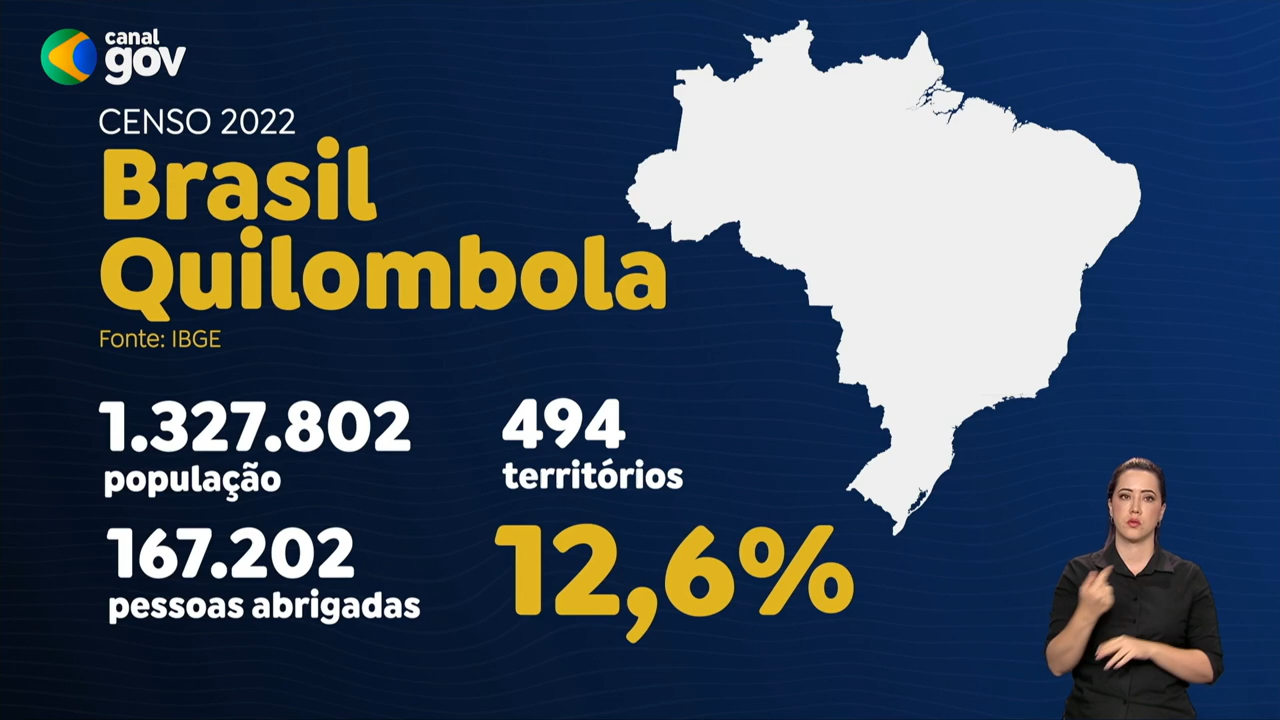 canal
gov
CENSO 2022
Brasil
Quilombola
Fonte: IBGE
1.327.802
população
494
territórios
167.202
pessoas abrigadas
12,6%